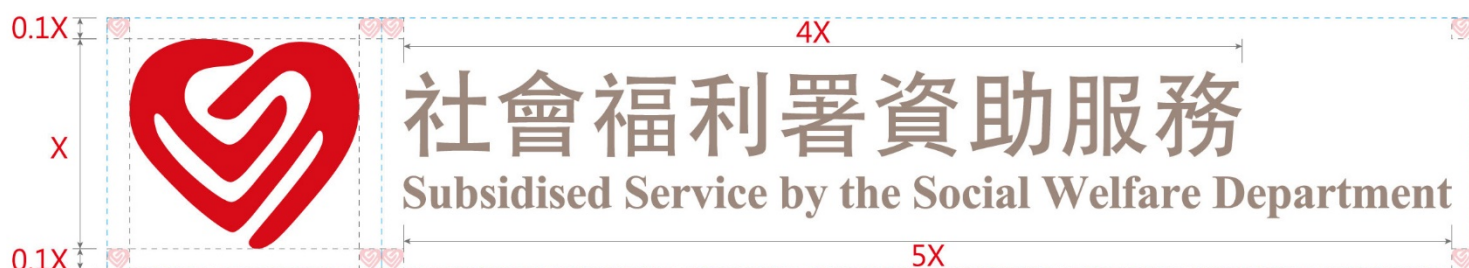 0.1X
4X
X
社會福利署資助服務
Subsidised Service by the Social Welfare Department
0.1X
5X